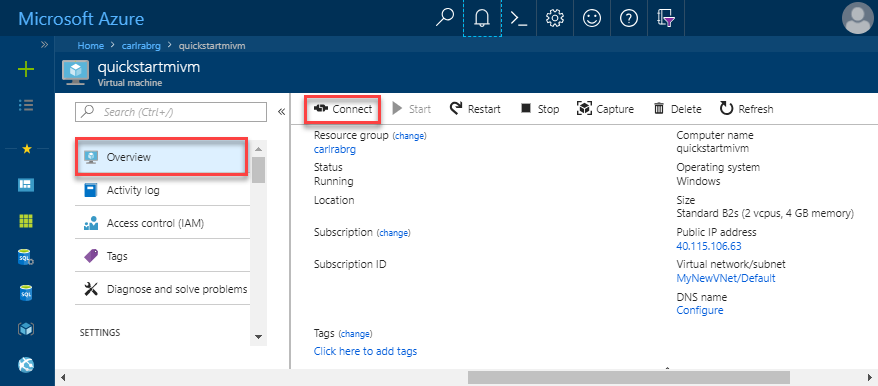 Microsoft Azure
Home > carlrabrg > quickstartmivm
quickstartmivm
Virtual machine
Search (Ctrl+/)
Overview
Activity log
Access control (IAM)
Tags
Diagnose and solve problems
SETTINGS
Connect Start Restart Stop Capture Delete Refresh
Resource group (change)
carlrabrg
Status
Running
Location
Subscription (change)
Subscription ID
Tags (change)
Click here to add tags
Computer name
quickstartmivm
Operating system
Windows
Size
Standard B2s (2 vcpus, 4 GB memory)
Public IP address
40.115.106.63
Virtual network/subnet
MyNewVNet/Default
DNS name
Configure
SQL
SQL